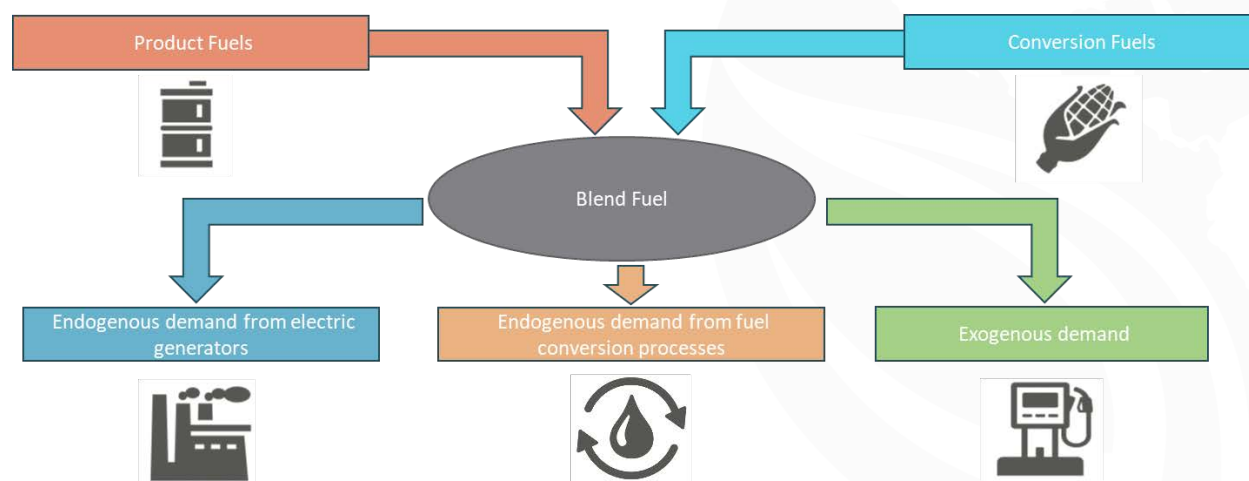 Product Fuels
Conversion Fuels
Blend Fuel
Endogenous demand from electric
generators
Endogenous demand from fuel
conversion processes
Exogenous demand